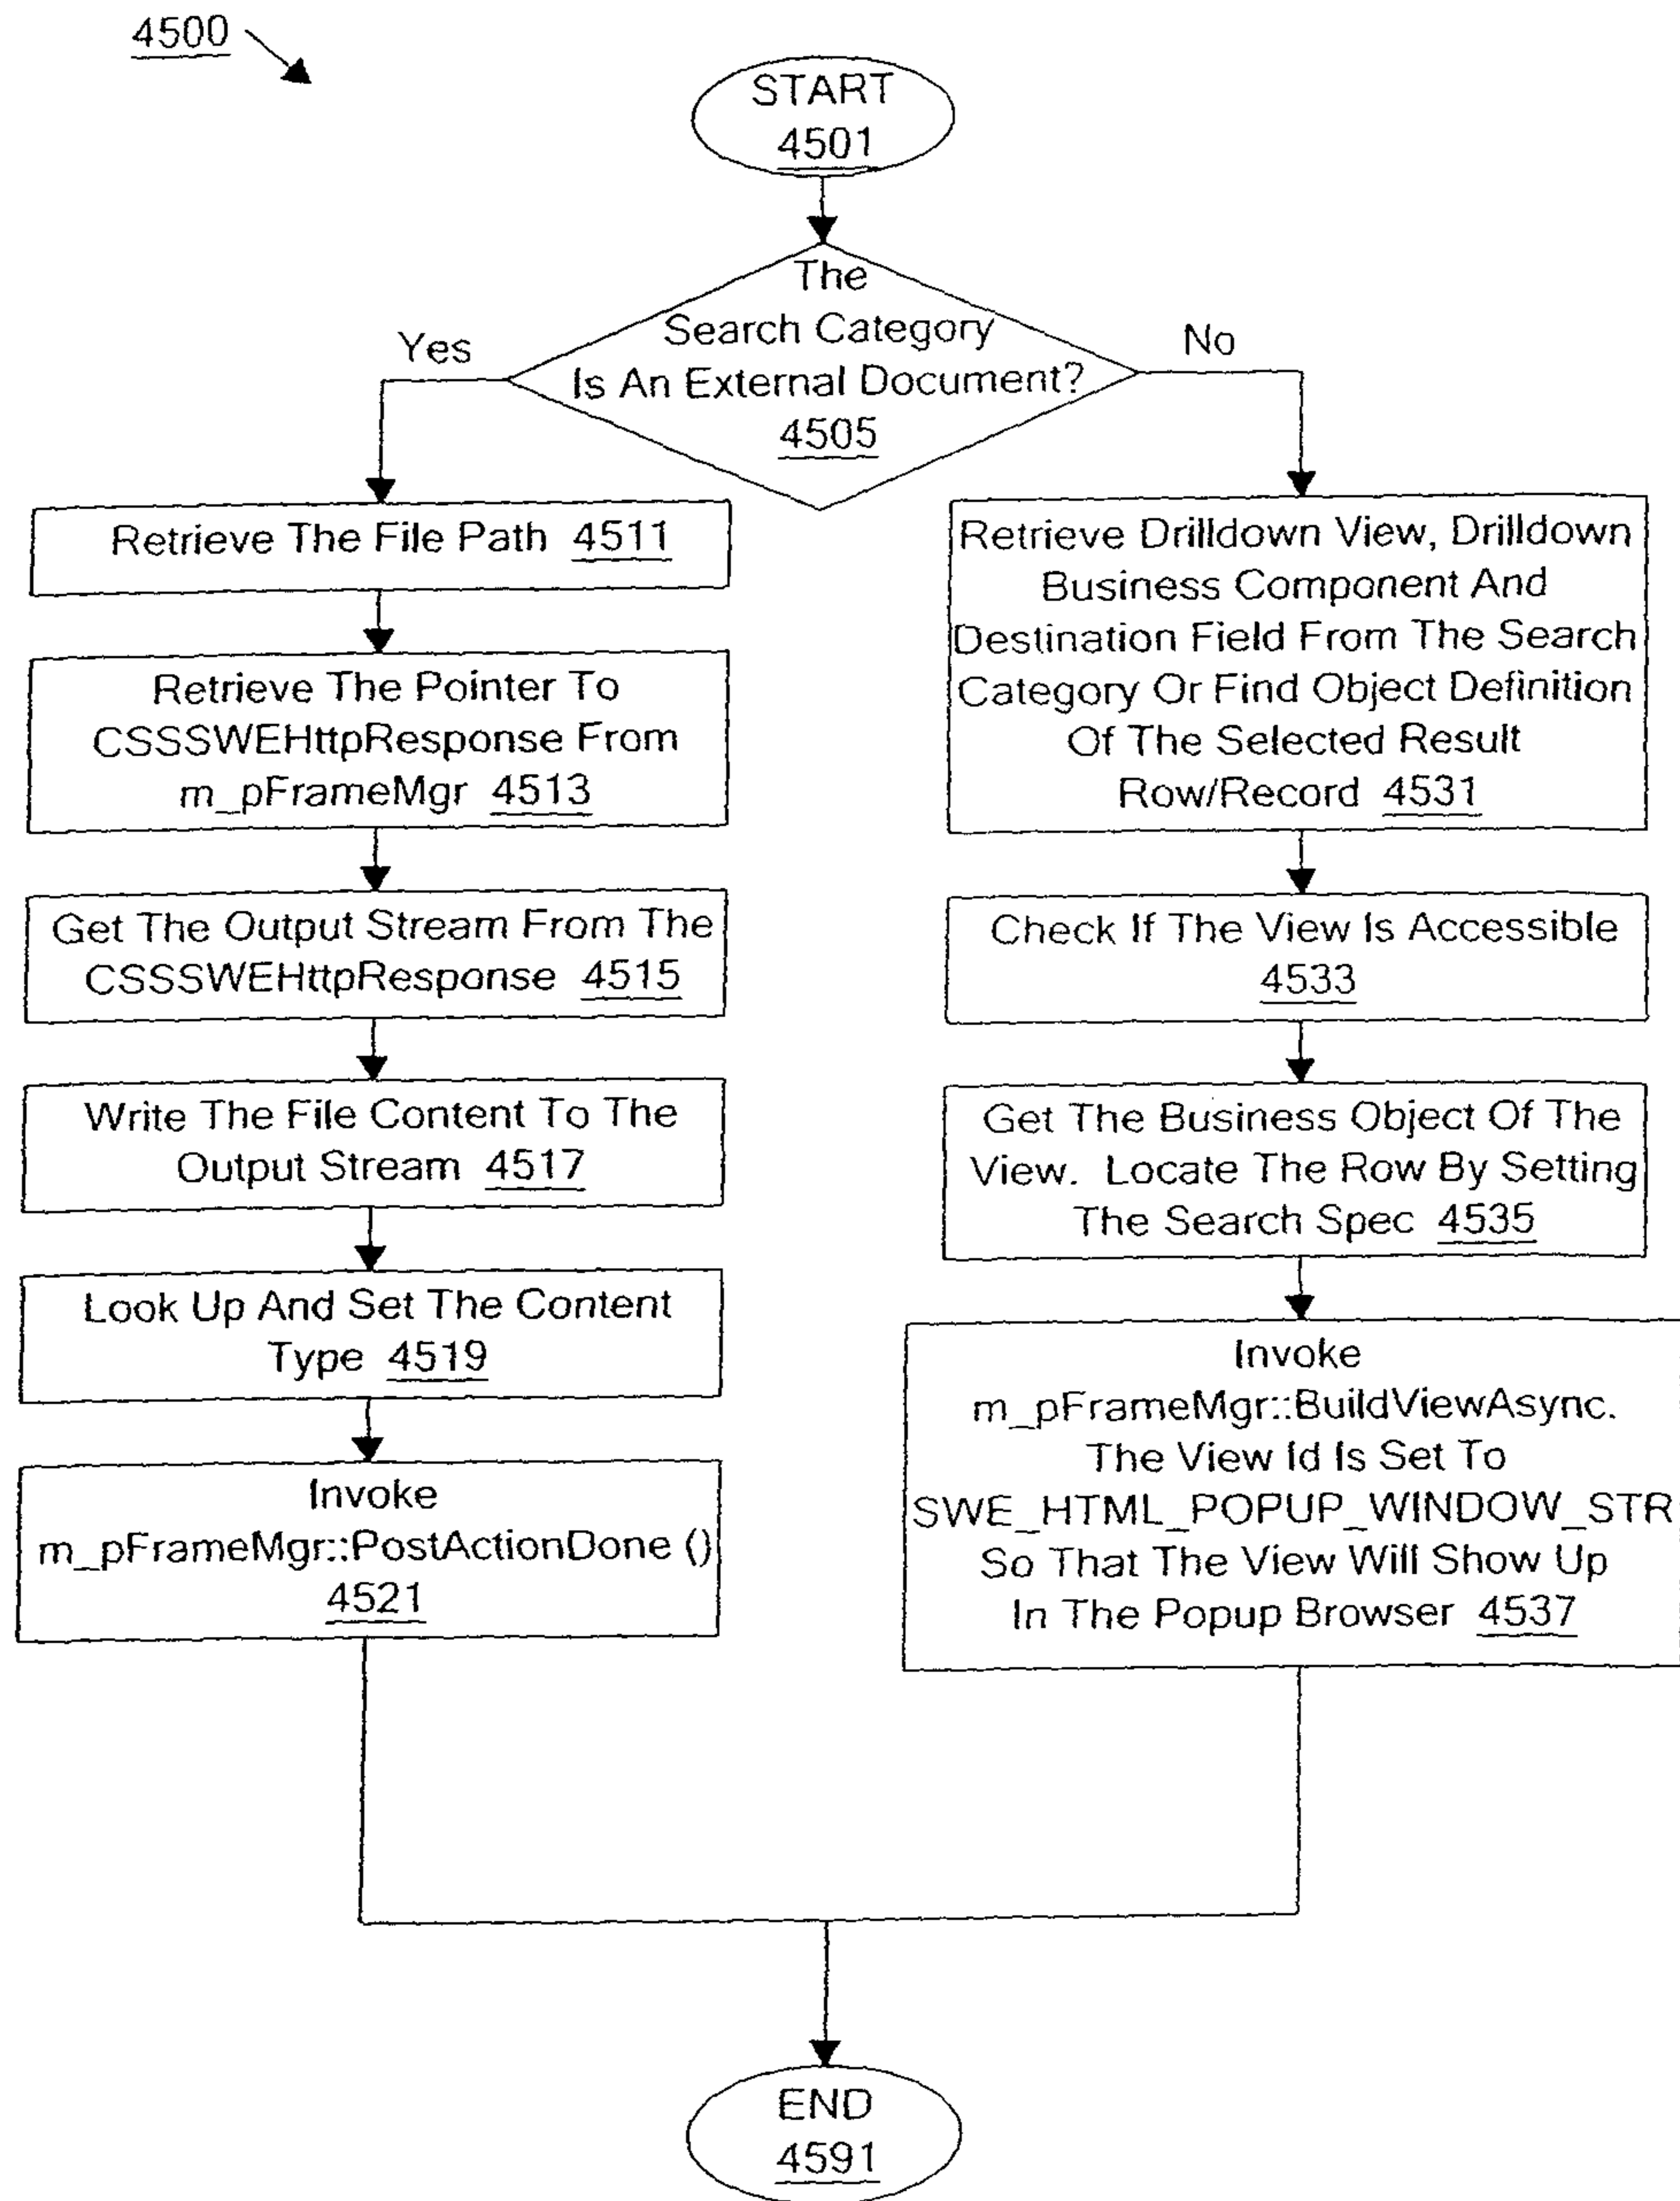 4500
START
4501
The
Search Category
Is An External Document?
4505
Yes
No
Retrieve The File Path 4511
Retrieve The Pointer To
CSSSWEHttpResponse From
m_pFrameMgr 4513
Get The Output Stream From The
CSSSWEHttpResponse 4515
Write The File Content To The
Output Stream 4517
Look Up And Set The Content
Type 4519
Invoke
m_pFrameMgr::PostActionDone ()
4521
Retrieve Drilldown View, Drilldown
Business Component And
Destination Field From The Search
Category Or Find Object Definition
Of The Selected Result
Row/Record 4531
Check If The View Is Accessible
4533
Get The Business Object Of The
View. Locate The Row By Setting
The Search Spec 4535
Invoke
m_pFrameMgr::BuildViewAsync.
The View Id Is Set To
SWE_HTML_POPUP_WINDOW_STR
So That The View Will Show Up
In The Popup Browser 4537
END
4591